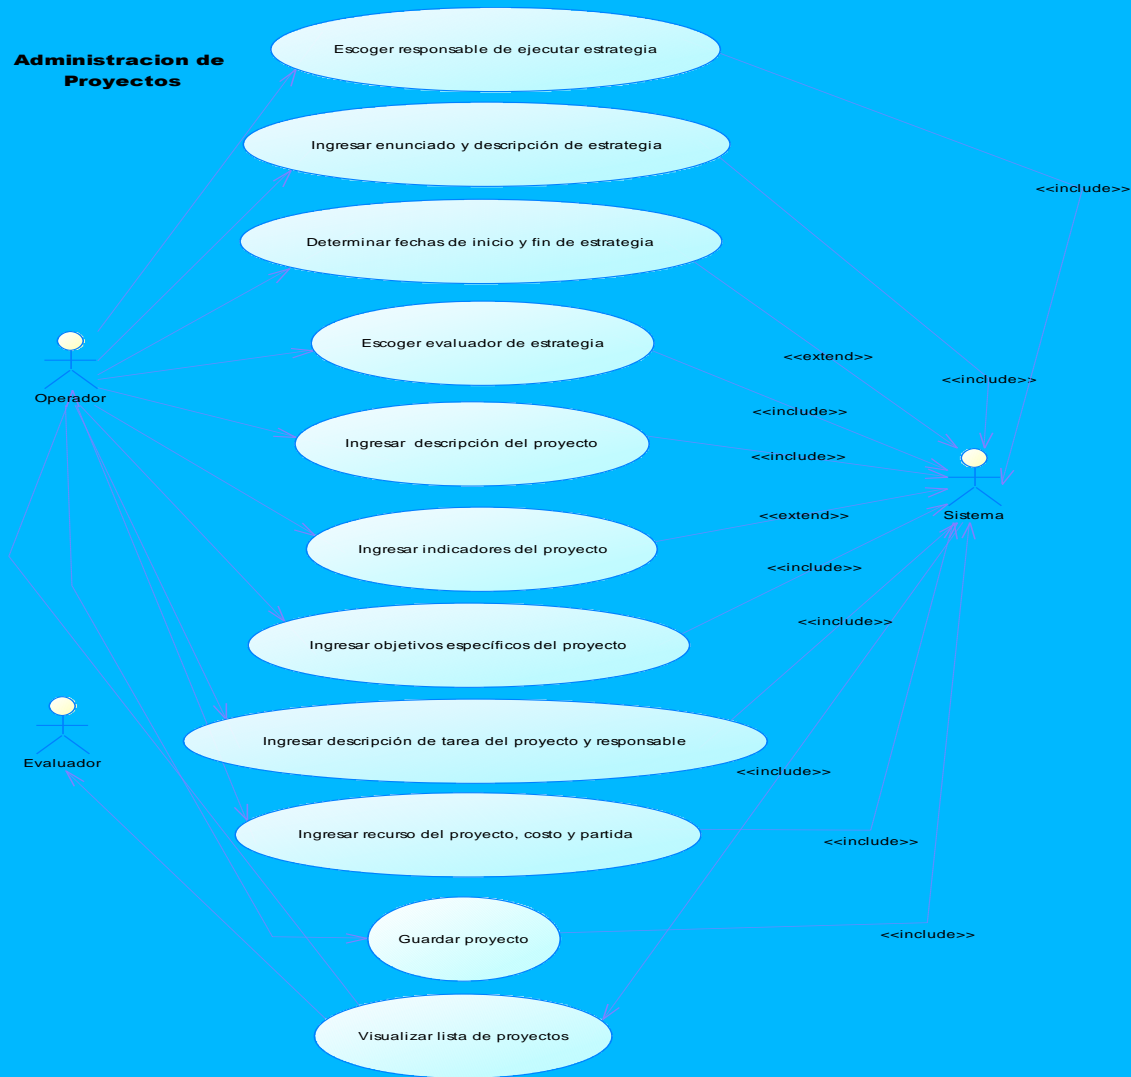 Administracion de
Proyectos
Escoger responsable de ejecutar estrategia
Ingresar enunciado y descripción de estrategia
<<include>>
Determinar fechas de inicio y fin de estrategia
Escoger evaluador de estrategia
<<extend>>
<<include>>
Operador
<<include>>
Ingresar descripción del proyecto
<<include>>
Sistema
<<extend>>
Ingresar indicadores del proyecto
<<include>>
<<include>>
Ingresar objetivos específicos del proyecto
Ingresar descripción de tarea del proyecto y responsable
Evaluador
<<include>>
Ingresar recurso del proyecto, costo y partida
<<include>>
Guardar proyecto
<<include>>
Visualizar lista de proyectos